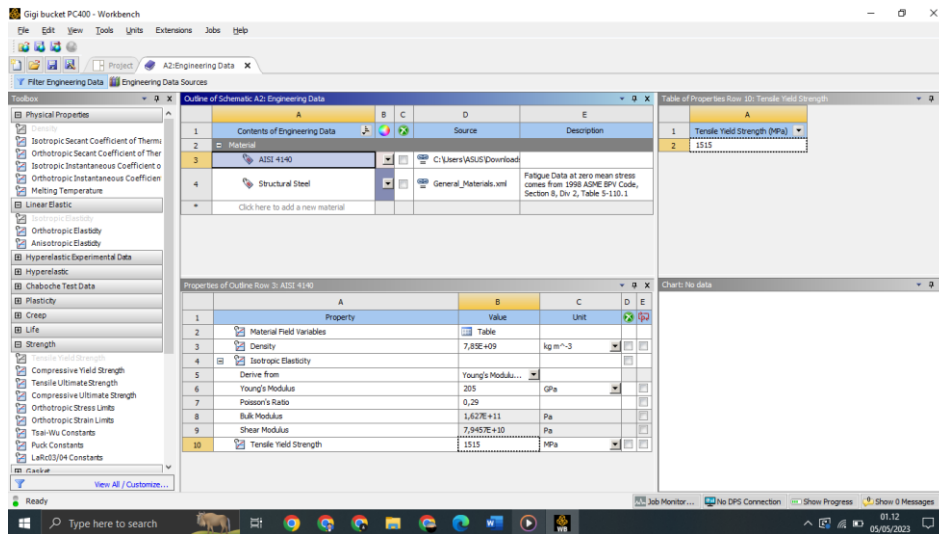 Gigi bucket PC400 - Workbench
File Edit View Tools Units Extensions Jobs Help
Project A2:Engineering Data
Filter Engineering Data Engineering Data Sources
Toolbox
Physical Properties
Density
Isotropic Secant Coefficient of Therma
Orthotropic Secant Coefficient of Ther
Isotropic Instantaneous Coefficient o
Orthotropic Instantaneous Coefficien
Melting Temperature
Linear Elastic
Isotropic Elasticity
Orthotropic Elasticity
Anisotropic Elasticity
Hyperelastic Experimental Data
Hyperelastic
Chaboche Test Data
Plasticity
Creep
Life
Strength
Tensile Yield Strength
Compressive Yield Strength
Tensile Ultimate Strength
Compressive Ultimate Strength
Orthotropic Stress Limits
Orthotropic Strain Limits
Tsai-Wu Constants
Puck Constants
LaRc03/04 Constants
Gasket
View All / Customize...
Outline of Schematic A2: Engineering Data
A B C D E
1 Contents of Engineering Data Source Description
2 Material
3 AISI 4140 C:\Users\ASUS\Downloads
4 Structural Steel General_Materials.xml Fatigue Data at zero mean stress
comes from 1998 ASME BPV Code,
Section 8, Div 2, Table 5-110.1
* Click here to add a new material
Properties of Outline Row 3: AISI 4140
A B C D E
1 Property Value Unit
2 Material Field Variables Table
3 Density 7,85E+09 kg m^-3
4 Isotropic Elasticity
5 Derive from Young's Modulu...
6 Young's Modulus 205 GPa
7 Poisson's Ratio 0,29
8 Bulk Modulus 1,627E+11 Pa
9 Shear Modulus 7,9457E+10 Pa
10 Tensile Yield Strength 1515 MPa
Table of Properties Row 10: Tensile Yield Strength
A
1 Tensile Yield Strength (MPa)
2 1515
Chart: No data
Ready
Job Monitor... No DPS Connection Show Progress Show 0 Messages
Type here to search
01.12
05/05/2023